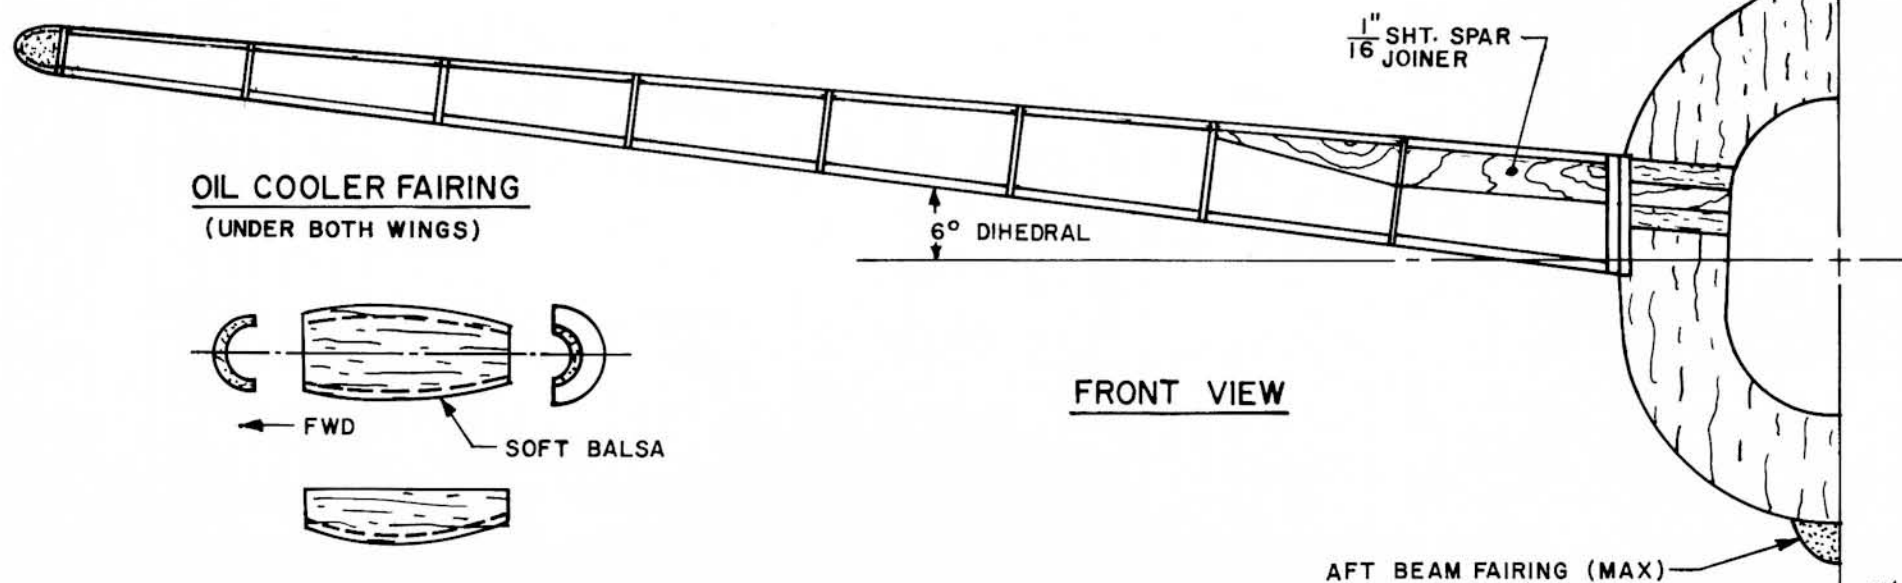 1"
16 SHT. SPAR
JOINER
OIL COOLER FAIRING
(UNDER BOTH WINGS)
6° DIHEDRAL
FRONT VIEW
FWD
SOFT BALSA
AFT BEAM FAIRING (MAX)